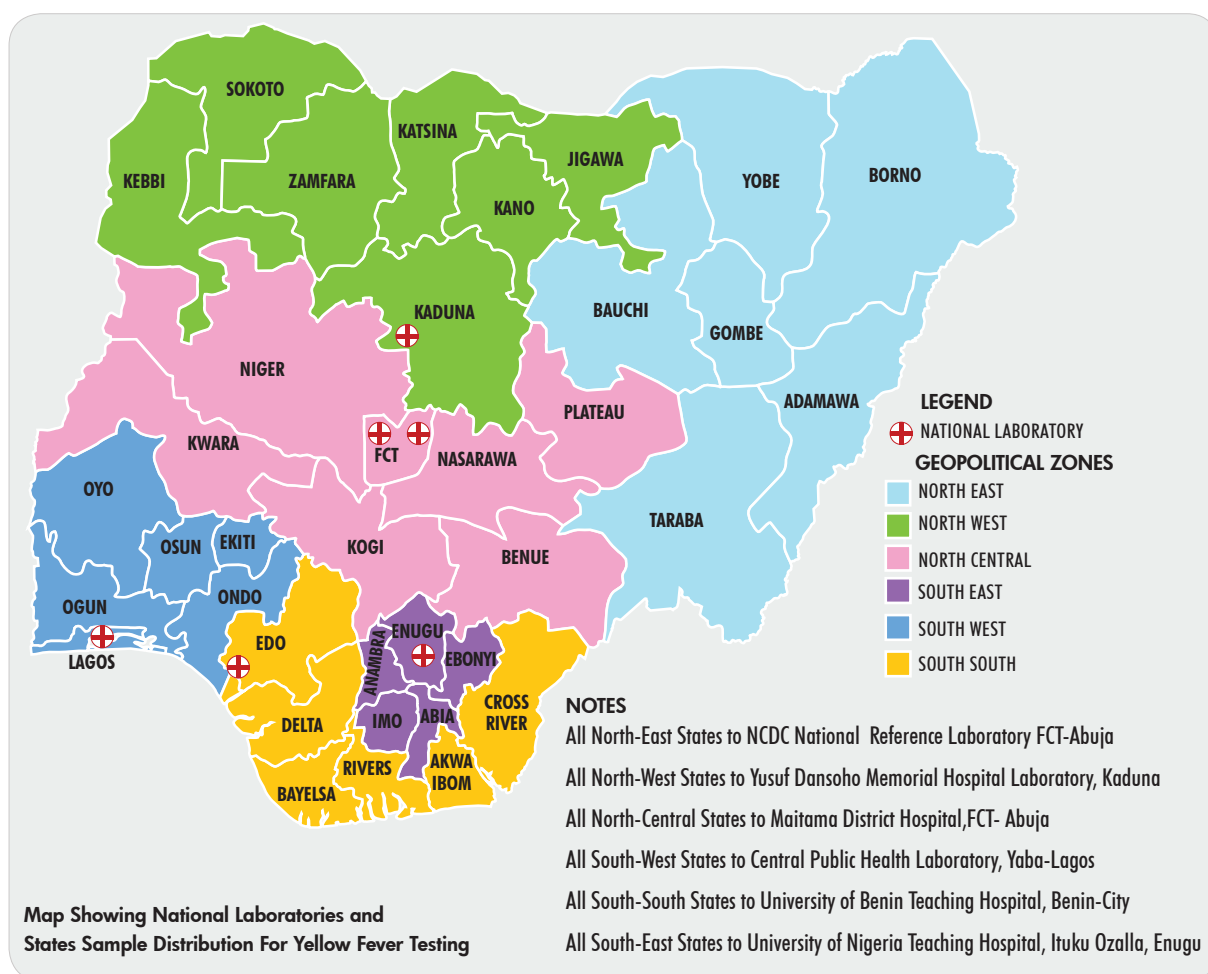 SOKOTO
KATSINA
JIGAWA
KEBBI
ZAMFARA
KANO
YOBE
BORNO
KADUNA
BAUCHI
GOMBE
NIGER
PLATEAU
ADAMAWA
KWARA
FCT
NASARAWA
OYO
TARABA
OSUN
EKITI
KOGI
BENUE
OGUN
ONDO
LAGOS
EDO
ENUGU
ANAMBRA
EBONYI
DELTA
IMO
ABIA
CROSS
RIVER
RIVERS
AKWA
IBOM
BAYELSA
LEGEND
NATIONAL LABORATORY
GEOPOLITICAL ZONES
NORTH EAST
NORTH WEST
NORTH CENTRAL
SOUTH EAST
SOUTH WEST
SOUTH SOUTH
NOTES
All North-East States to NCDC National Reference Laboratory FCT-Abuja
All North-West States to Yusuf Dansoho Memorial Hospital Laboratory, Kaduna
All North-Central States to Maitama District Hospital,FCT- Abuja
All South-West States to Central Public Health Laboratory, Yaba-Lagos
All South-South States to University of Benin Teaching Hospital, Benin-City
All South-East States to University of Nigeria Teaching Hospital, Ituku Ozalla, Enugu
Map Showing National Laboratories and
States Sample Distribution For Yellow Fever Testing